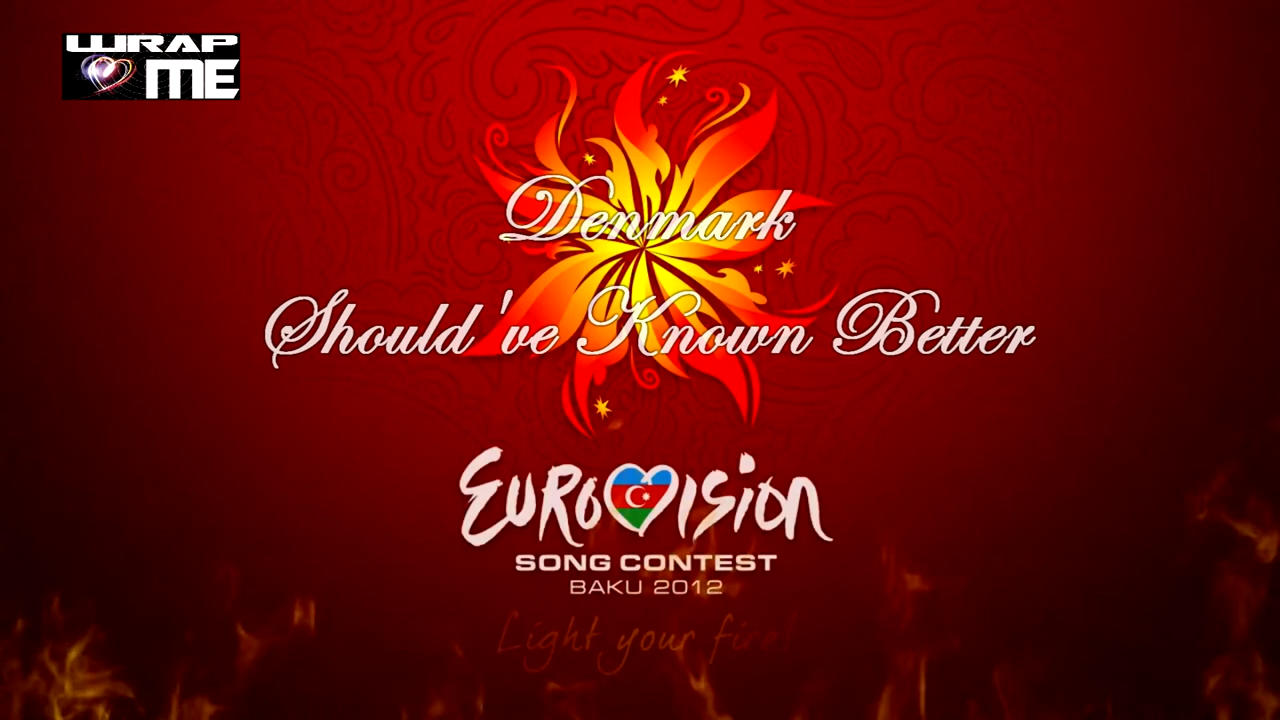 WRAP
ME
Denmark
Should've Known Better
EUROVISION
SONG CONTEST
BAKU 2012
Light your fire!